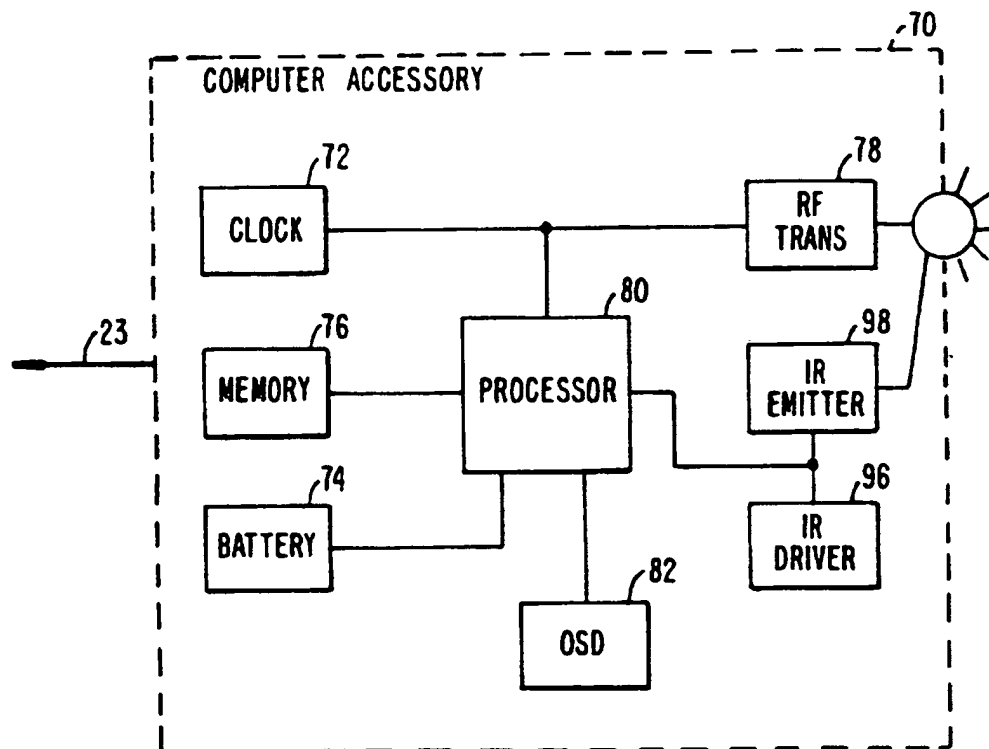 70
COMPUTER ACCESSORY
72
CLOCK
78
RF
TRANS
80
PROCESSOR
23
76
MEMORY
98
IR
EMITTER
74
BATTERY
96
IR
DRIVER
82
OSD